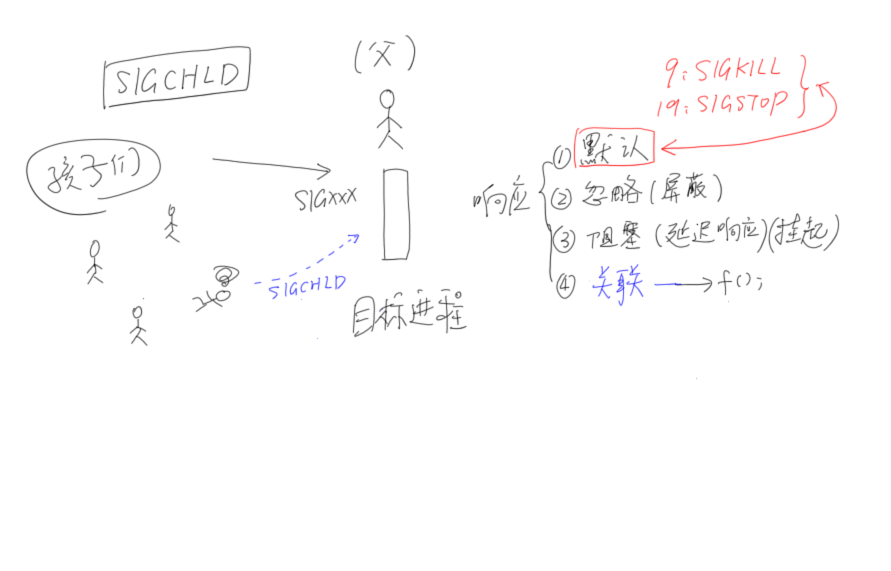 SIGCHLD
(父)
9:SIGKILL
19:SIGSTOP
孩子们
SIGXXX
SIGCHLD
目标进程
响应
① 默认
② 忽略(屏蔽)
③ 阻塞(延迟响应)(挂起)
④ 关联 → f();